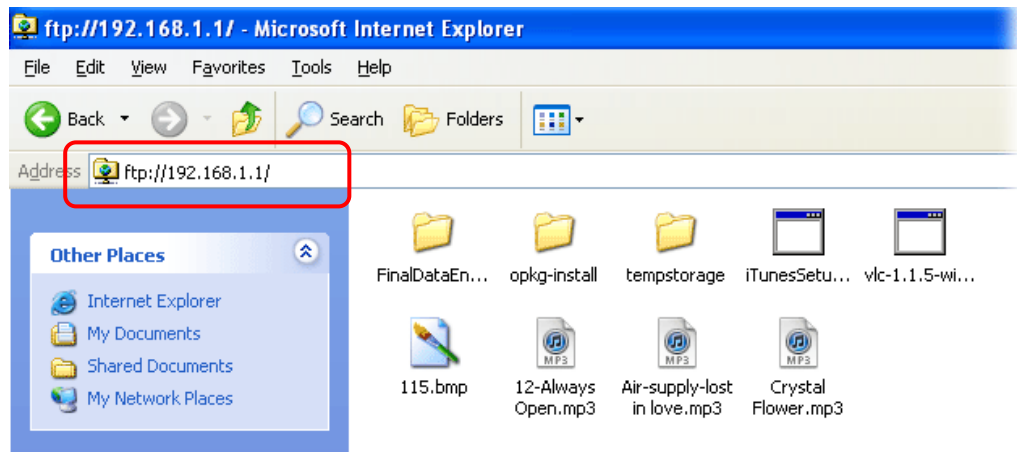 ftp://192.168.1.1/ - Microsoft Internet Explorer
File Edit View Favorites Tools Help
Back Search Folders
Address ftp://192.168.1.1/
Other Places
Internet Explorer
My Documents
Shared Documents
My Network Places
FinalDataEn... opkg-install tempstorage iTunesSetu... vlc-1.1.5-wi...
MP3 MP3 MP3
115.bmp 12-Always Air-supply-lost Crystal
Open.mp3 in love.mp3 Flower.mp3